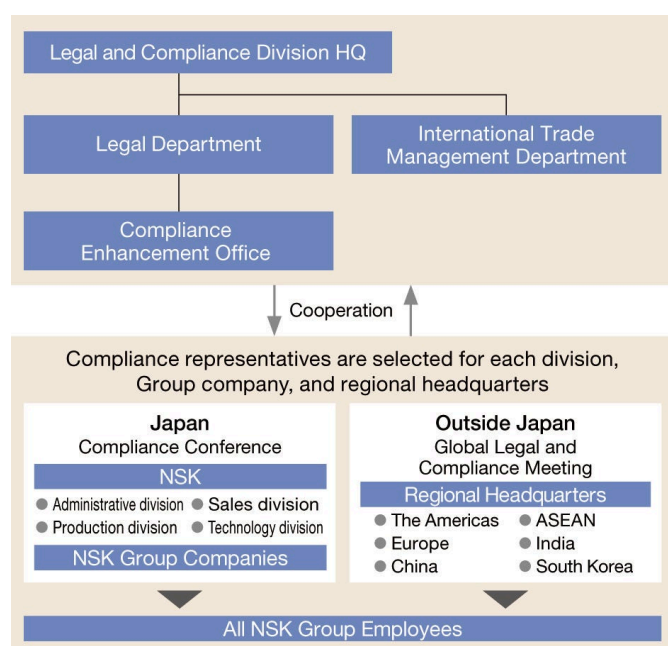 Legal and Compliance Division HQ
Legal Department
International Trade
Management Department
Compliance
Enhancement Office
Cooperation
Compliance representatives are selected for each division,
Group company, and regional headquarters
Japan
Compliance Conference
NSK
Administrative division
Sales division
Production division
Technology division
NSK Group Companies
Outside Japan
Global Legal and
Compliance Meeting
Regional Headquarters
The Americas
ASEAN
Europe
India
China
South Korea
All NSK Group Employees